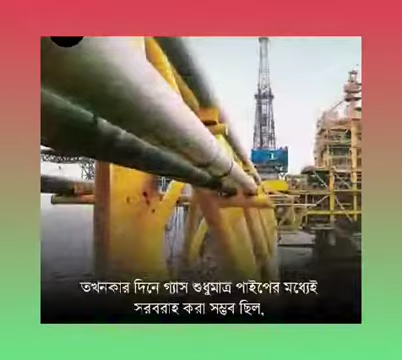 তখনকার দিনে গ্যাস শুধুমাত্র পাইপের মধ্যেই
সরবরাহ করা সম্ভব ছিল,